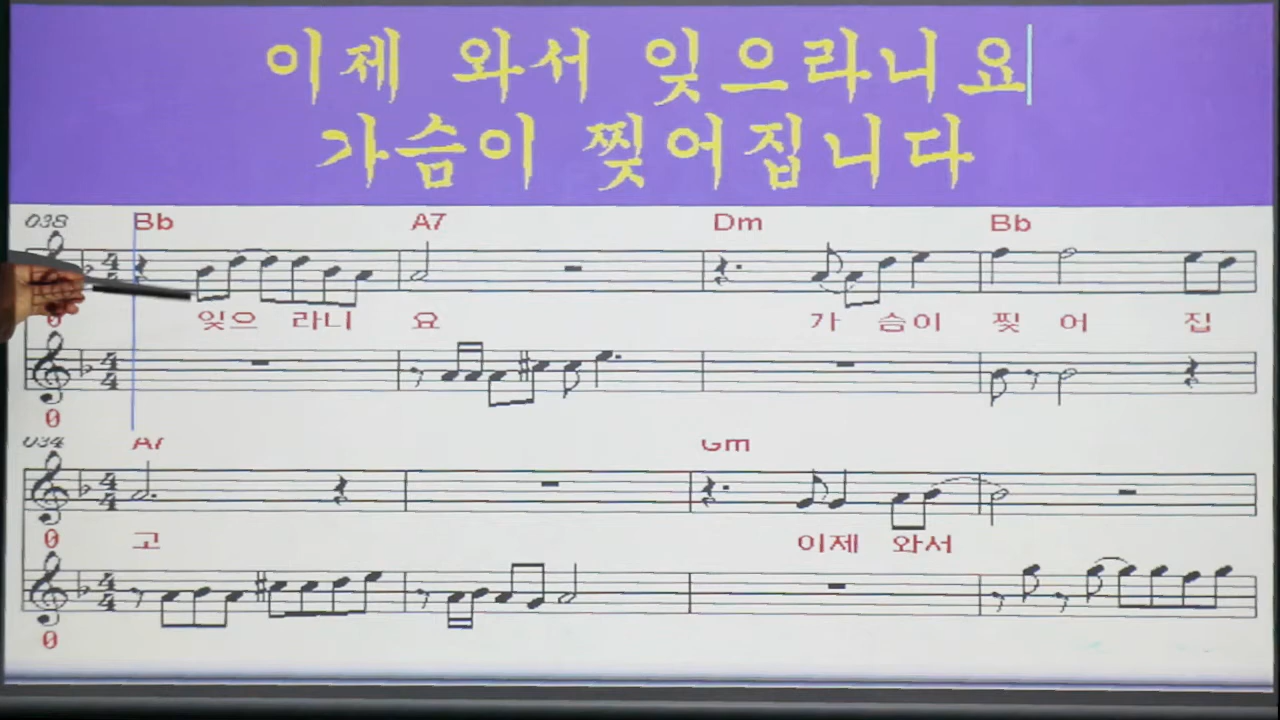 이제 와서 잊으라니요
가슴이 찢어집니다
038 Bb A7 Dm Bb
0 잊으 라니 요 가 슴이 찢 어 집
0
034 A7 Gm
0 고 이제 와서
0